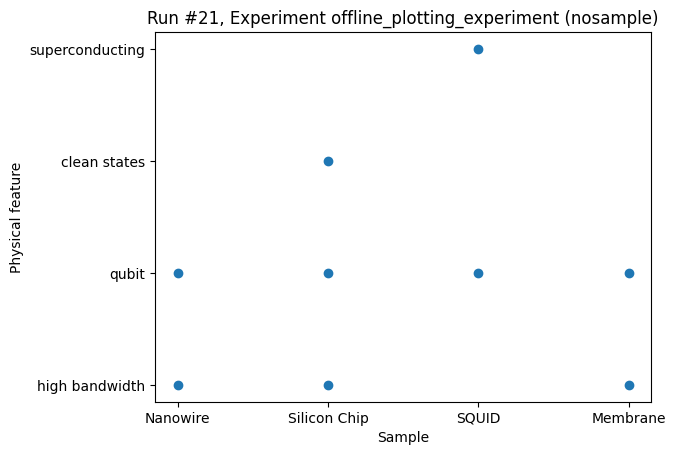 Run #21, Experiment offline_plotting_experiment (nosample)
superconducting
clean states
qubit
high bandwidth
Physical feature
Nanowire Silicon Chip SQUID Membrane
Sample